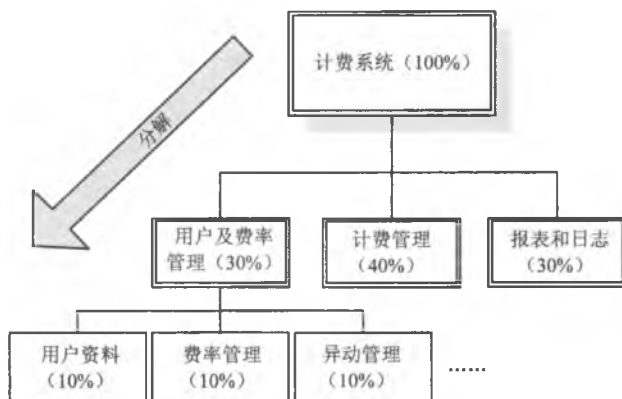 计费系统（100%）
分解
用户及费率
管理（30%）
计费管理
（40%）
报表和日志
（30%）
用户资料
（10%）
费率管理
（10%）
异动管理
（10%）
……